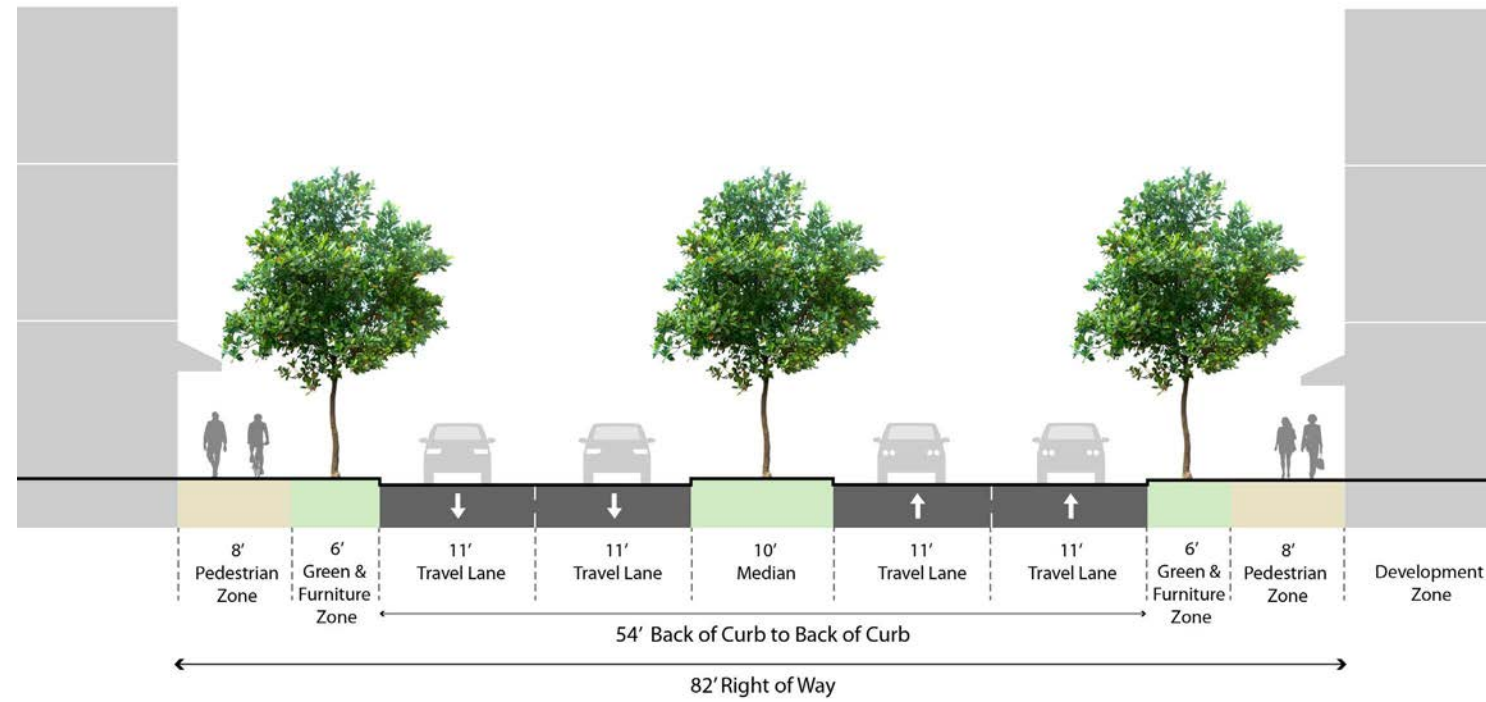 8'
Pedestrian
Zone
6'
Green &
Furniture
Zone
11'
Travel Lane
11'
Travel Lane
10'
Median
11'
Travel Lane
11'
Travel Lane
6'
Green &
Furniture
Zone
8'
Pedestrian
Zone
Development
Zone
54' Back of Curb to Back of Curb
82' Right of Way